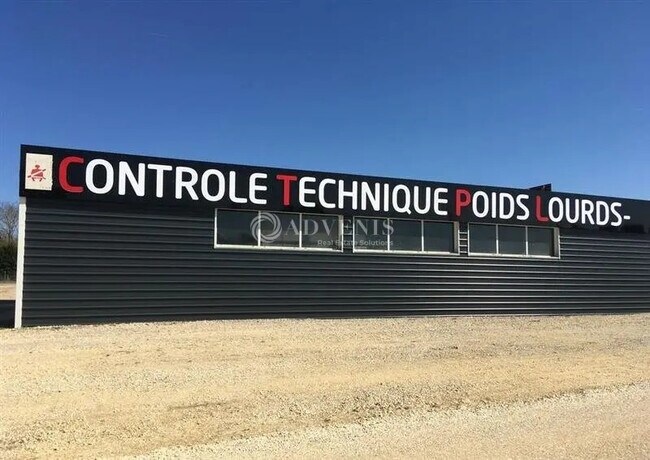 CONTROLE TECHNIQUE POIDS LOURDS-
ADVENIS
Real Estate Solutions